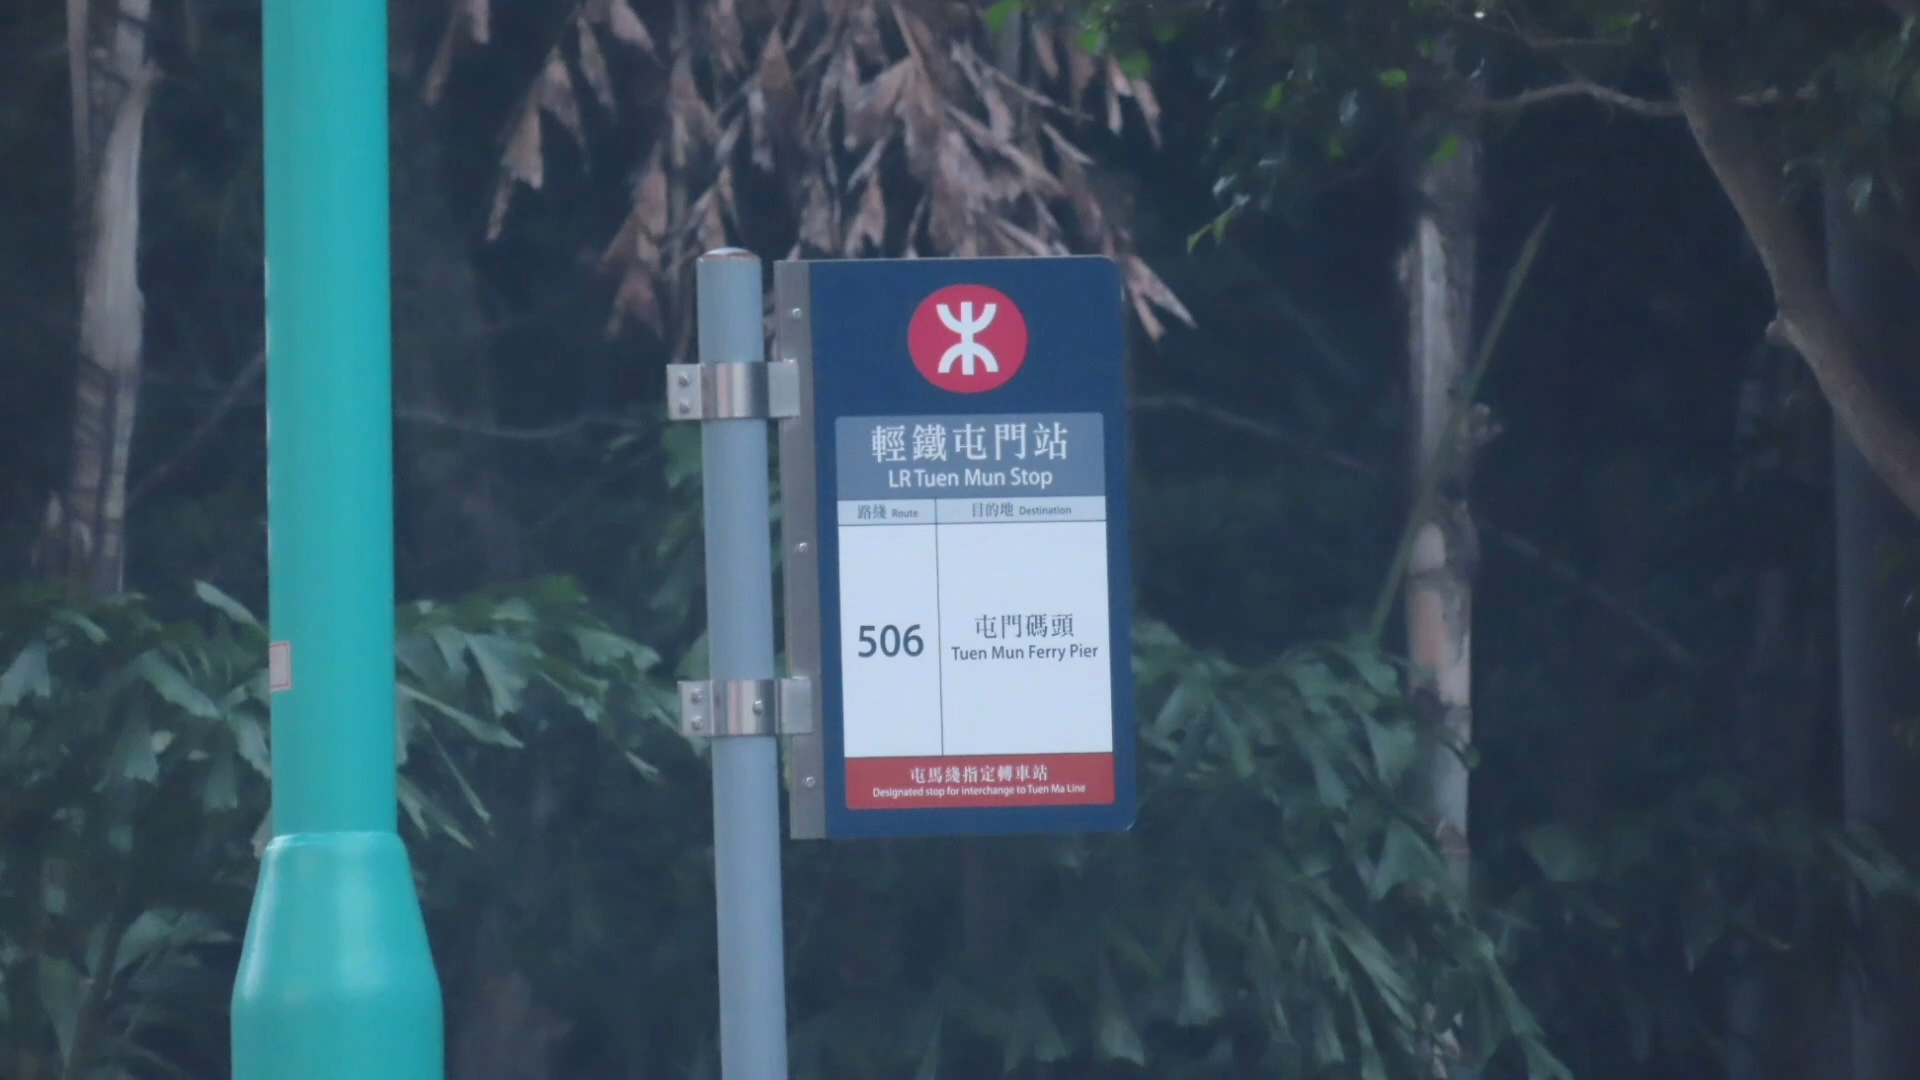 輕鐵屯門站
LR Tuen Mun Stop
路綫 Route 目的地 Destination
506
屯門碼頭
Tuen Mun Ferry Pier
屯馬綫指定轉車站
Designated stop for interchange to Tuen Ma Line